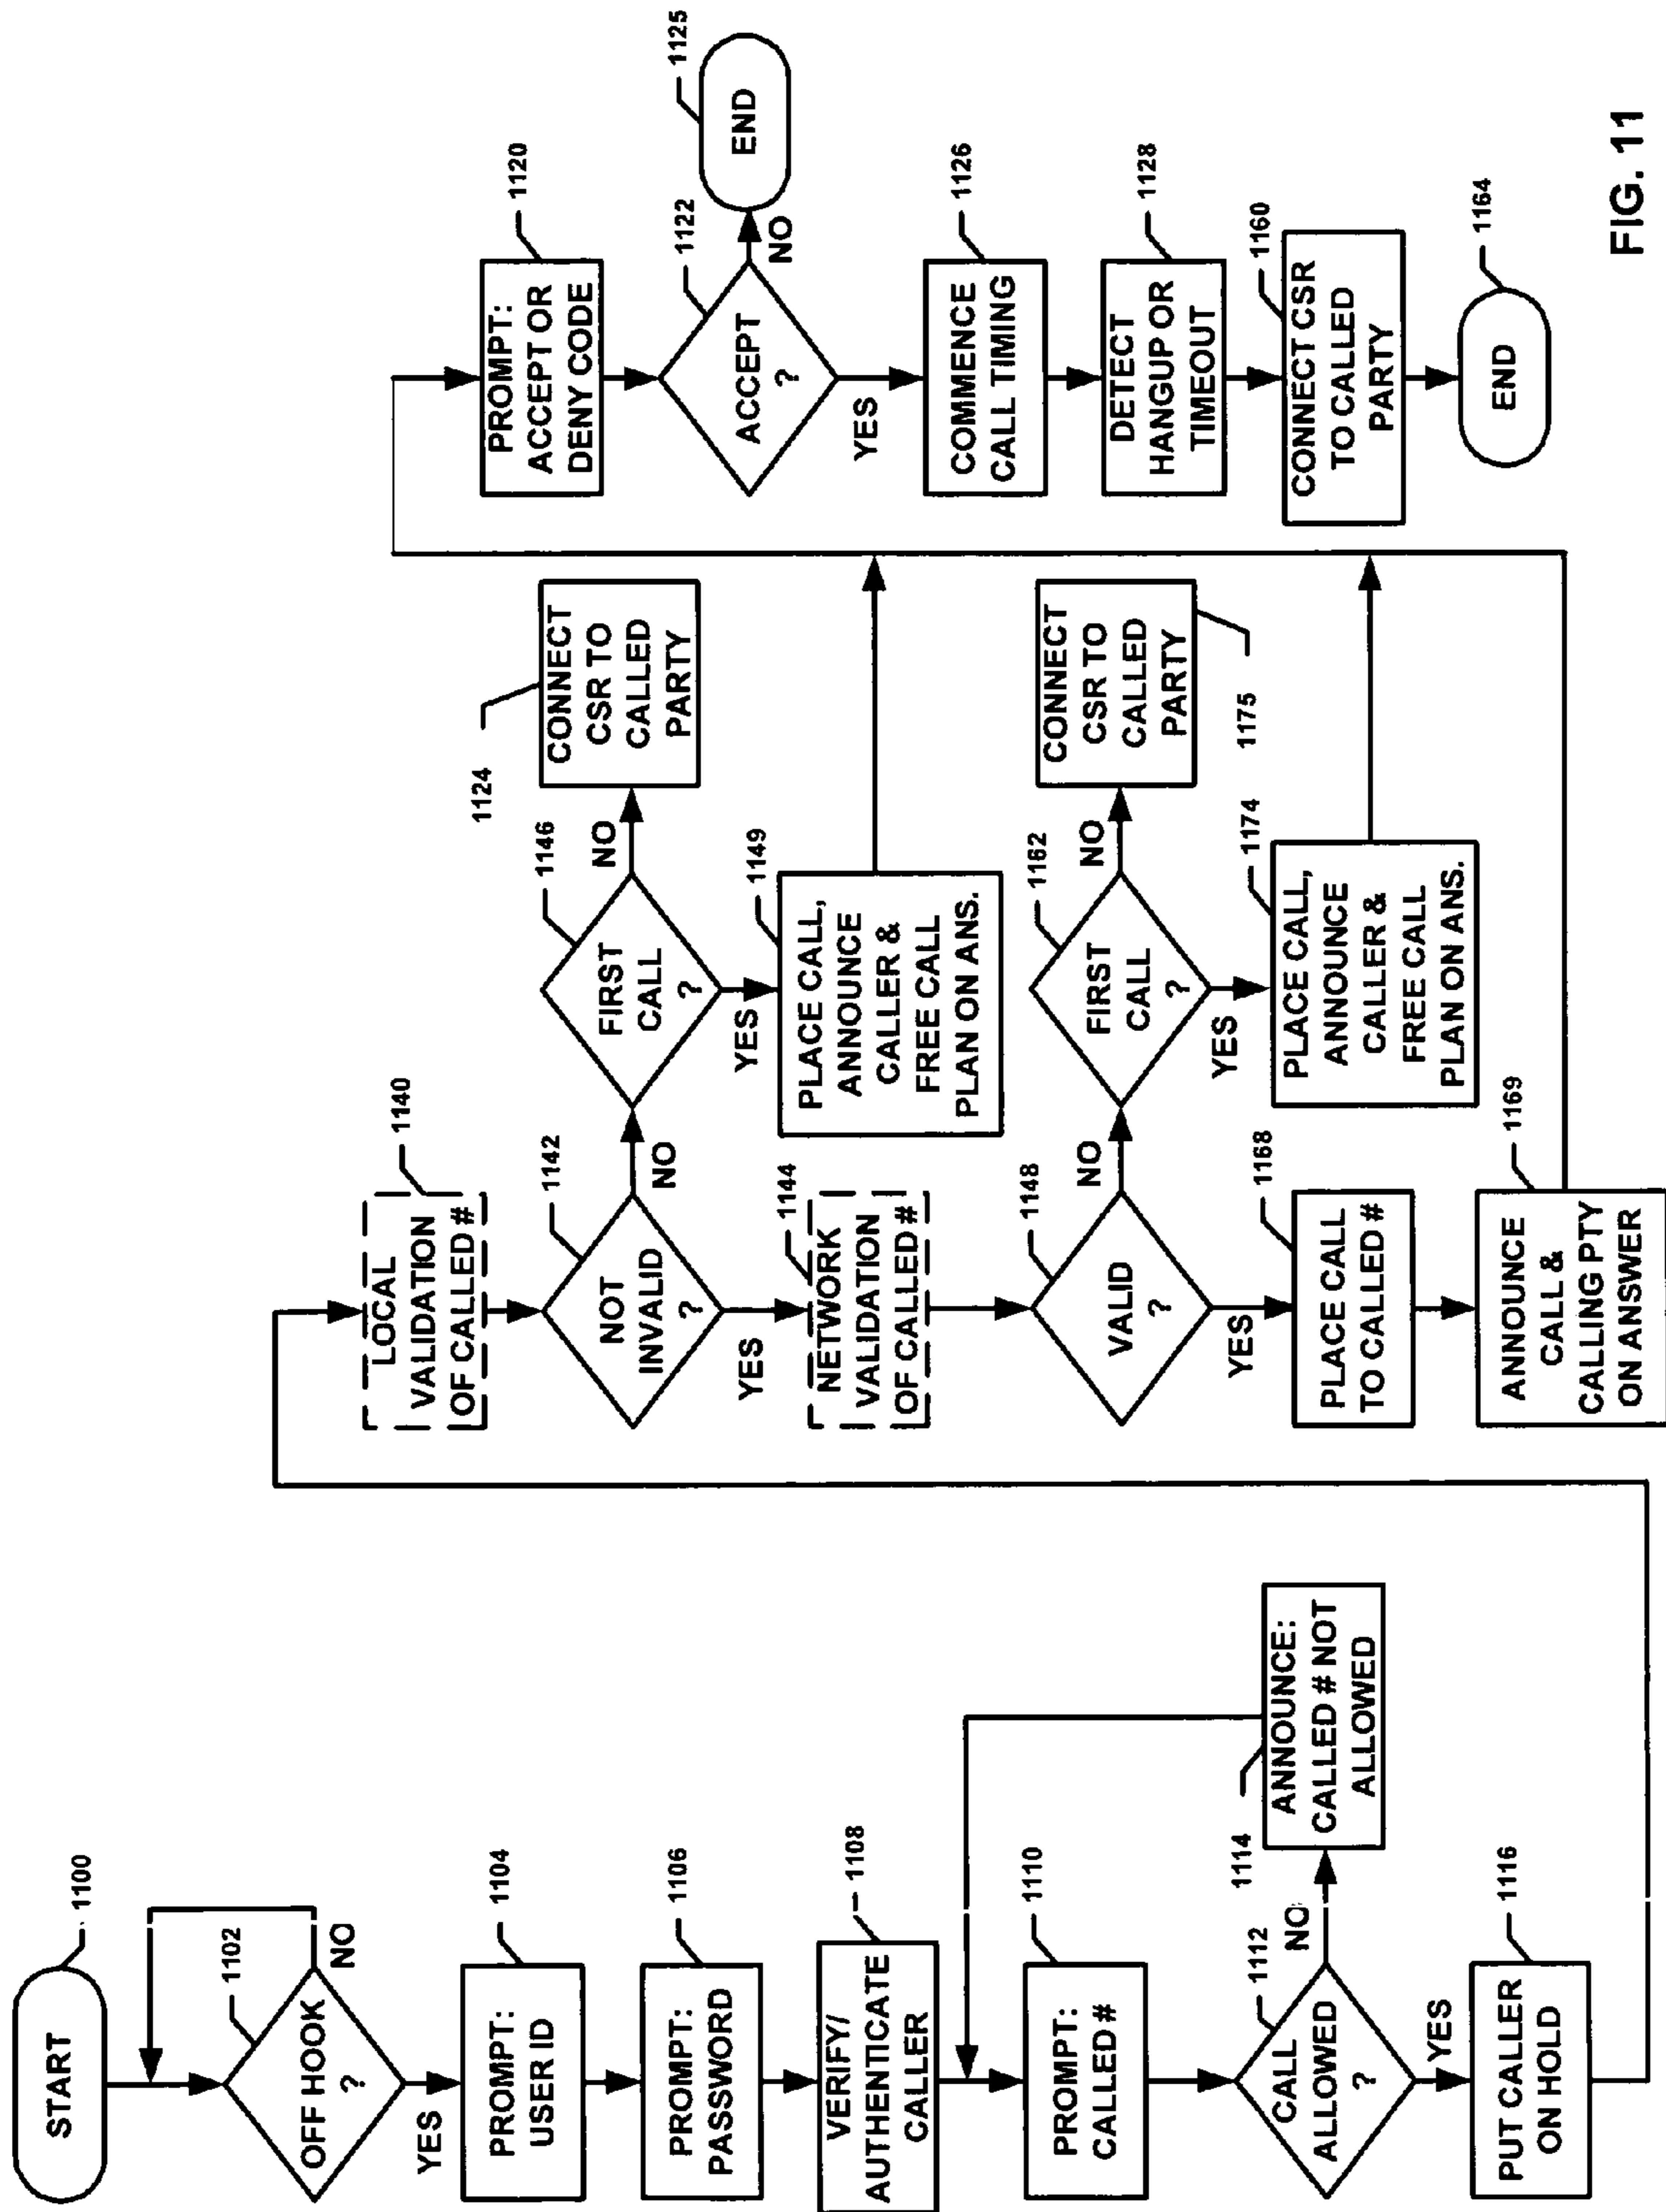 START
1100
OFF HOOK
?
1102
NO
YES
PROMPT:
USER ID
1104
PROMPT:
PASSWORD
1106
VERIFY/
AUTHENTICATE
CALLER
1108
PROMPT:
CALLED #
1110
CALL
ALLOWED
?
1112
NO
ANNOUNCE:
CALLED # NOT
ALLOWED
1114
YES
PUT CALLER
ON HOLD
1116
LOCAL
VALIDATION
OF CALLED #
1140
NOT
INVALID
?
1142
NO
YES
FIRST
CALL
?
1146
NO
CONNECT
CSR TO
CALLED
PARTY
1124
YES
PLACE CALL,
ANNOUNCE
CALLER &
FREE CALL
PLAN ON ANS.
1149
NETWORK
VALIDATION
OF CALLED #
1144
VALID
?
1148
NO
YES
FIRST
CALL
?
1162
NO
CONNECT
CSR TO
CALLED
PARTY
1175
YES
PLACE CALL,
ANNOUNCE
CALLER &
FREE CALL
PLAN ON ANS.
1174
PLACE CALL
TO CALLED #
1168
ANNOUNCE
CALL &
CALLING PTY
ON ANSWER
1169
PROMPT:
ACCEPT OR
DENY CODE
1120
ACCEPT
?
1122
NO
END
1125
YES
COMMENCE
CALL TIMING
1126
DETECT
HANGUP OR
TIMEOUT
1128
CONNECT CSR
TO CALLED
PARTY
1160
END
1164
FIG. 11